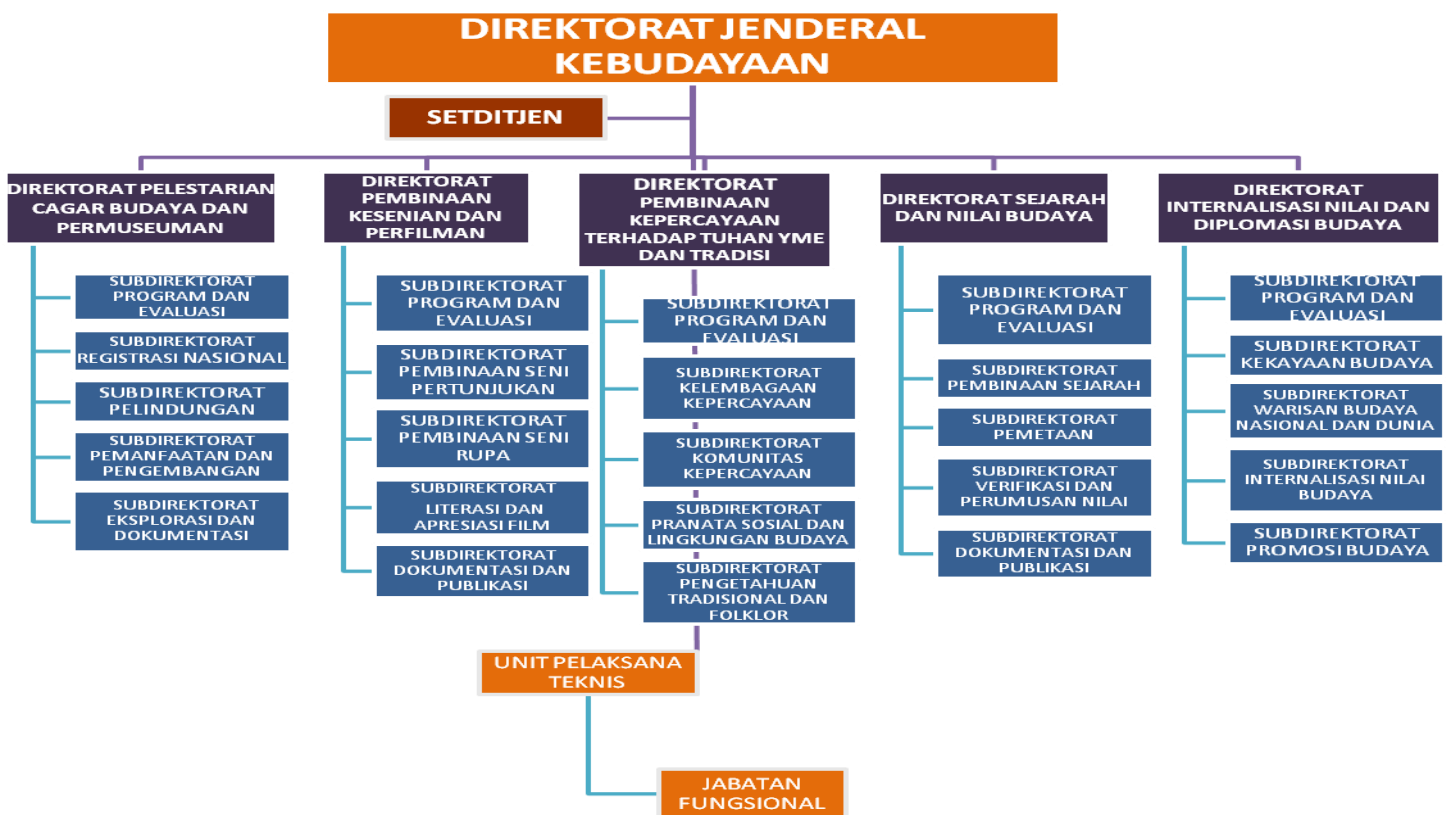 DIREKTORAT JENDERAL
KEBUDAYAAN
SETDITJEN
DIREKTORAT PELESTARIAN
CAGAR BUDAYA DAN
PERMUSEUMAN
SUBDIREKTORAT
PROGRAM DAN
EVALUASI
SUBDIREKTORAT
REGISTRASI NASIONAL
SUBDIREKTORAT
PELINDUNGAN
SUBDIREKTORAT
PEMANFAATAN DAN
PENGEMBANGAN
SUBDIREKTORAT
EKSPLORASI DAN
DOKUMENTASI
DIREKTORAT
PEMBINAAN
KESENIAN DAN
PERFILMAN
SUBDIREKTORAT
PROGRAM DAN
EVALUASI
SUBDIREKTORAT
PEMBINAAN SENI
PERTUNJUKAN
SUBDIREKTORAT
PEMBINAAN SENI
RUPA
SUBDIREKTORAT
LITERASI DAN
APRESIASI FILM
SUBDIREKTORAT
DOKUMENTASI DAN
PUBLIKASI
DIREKTORAT
PEMBINAAN
KEPERCAYAAN
TERHADAP TUHAN YME
DAN TRADISI
SUBDIREKTORAT
PROGRAM DAN
EVALUASI
SUBDIREKTORAT
KELEMBAGAAN
KEPERCAYAAN
SUBDIREKTORAT
KOMUNITAS
KEPERCAYAAN
SUBDIREKTORAT
PRANATA SOSIAL DAN
LINGKUNGAN BUDAYA
SUBDIREKTORAT
PENGETAHUAN
TRADISIONAL DAN
FOLKLOR
DIREKTORAT SEJARAH
DAN NILAI BUDAYA
SUBDIREKTORAT
PROGRAM DAN
EVALUASI
SUBDIREKTORAT
PEMBINAAN SEJARAH
SUBDIREKTORAT
PEMETAAN
SUBDIREKTORAT
VERIFIKASI DAN
PERUMUSAN NILAI
SUBDIREKTORAT
DOKUMENTASI DAN
PUBLIKASI
DIREKTORAT
INTERNALISASI NILAI DAN
DIPLOMASI BUDAYA
SUBDIREKTORAT
PROGRAM DAN
EVALUASI
SUBDIREKTORAT
KEKAYAAN BUDAYA
SUBDIREKTORAT
WARISAN BUDAYA
NASIONAL DAN DUNIA
SUBDIREKTORAT
INTERNALISASI NILAI
BUDAYA
SUBDIREKTORAT
PROMOSI BUDAYA
UNIT PELAKSANA
TEKNIS
JABATAN
FUNGSIONAL